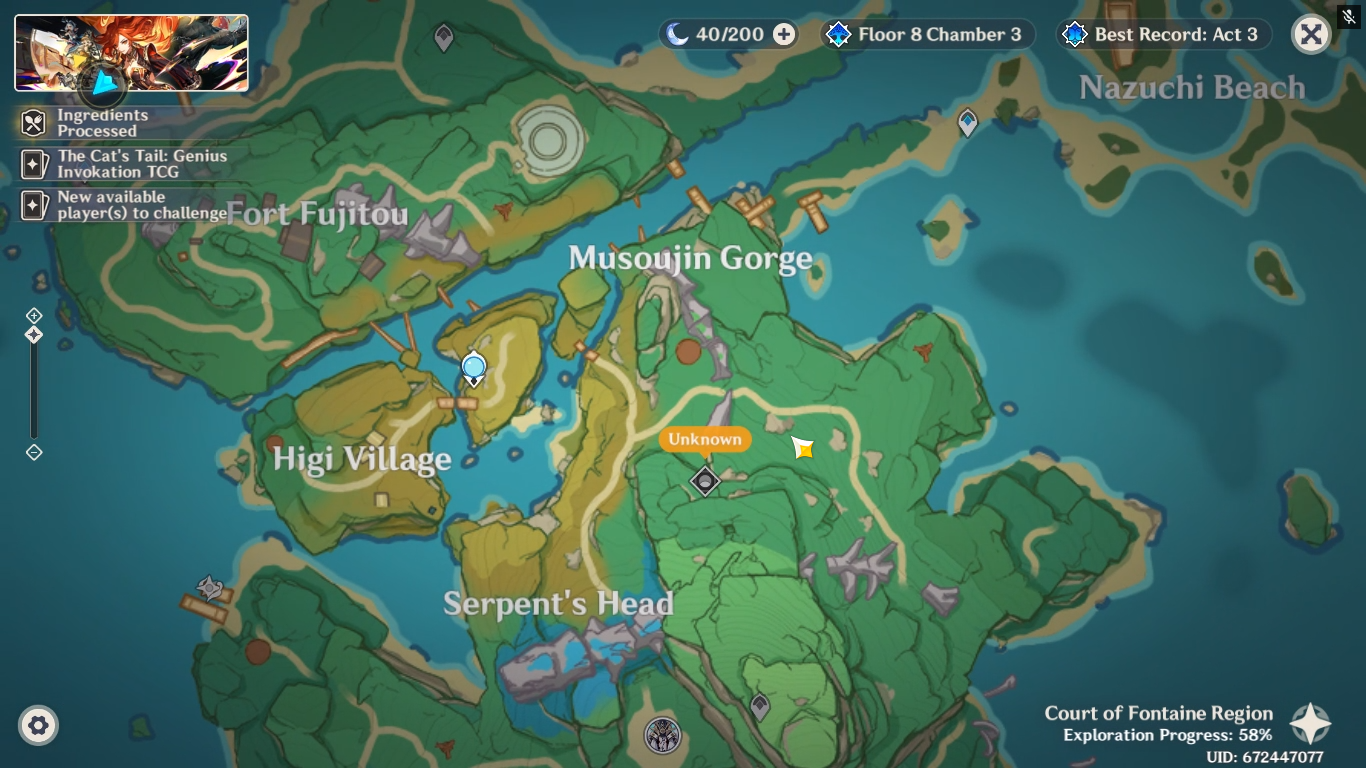 40/200
Floor 8 Chamber 3
Best Record: Act 3
Nazuchi Beach
Ingredients
Processed
The Cat's Tail: Genius
Invokation TCG
New available
player(s) to challenge
Fort Fujitou
Musoujin Gorge
Unknown
Higi Village
Serpent's Head
Court of Fontaine Region
Exploration Progress: 58%
UID: 672447077